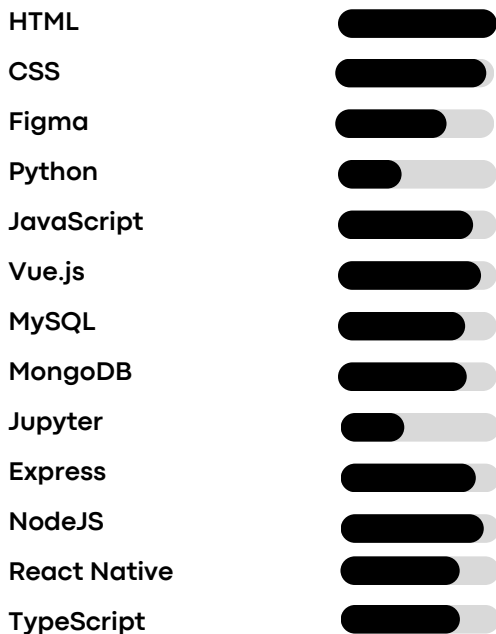 HTML
CSS
Figma
Python
JavaScript
Vue.js
MySQL
MongoDB
Jupyter
Express
NodeJS
React Native
TypeScript